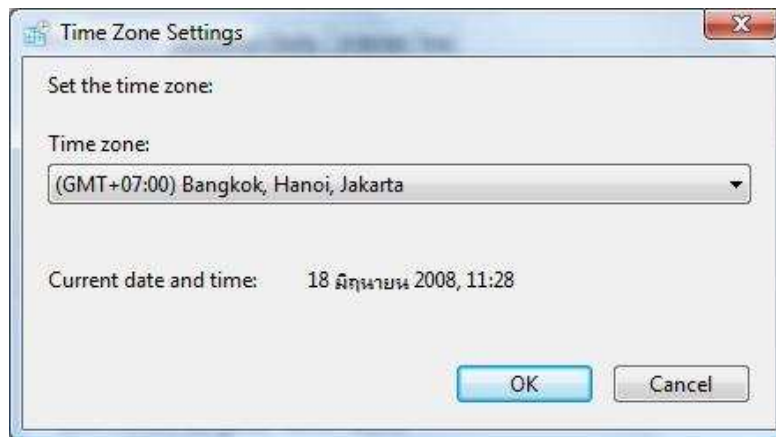 Time Zone Settings
Set the time zone:
Time zone:
(GMT+07:00) Bangkok, Hanoi, Jakarta
Current date and time: 18 มิถุนายน 2008, 11:28
OK Cancel